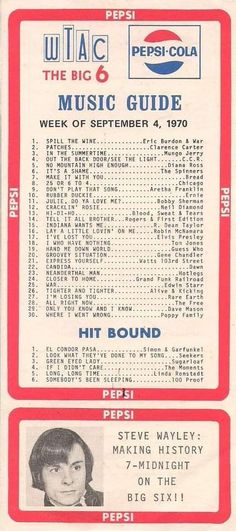 PEPSI
WTAC
THE BIG 6
PEPSI-COLA
MUSIC GUIDE
WEEK OF SEPTEMBER 4, 1970
1. SPILL THE WINE..............Eric Burdon & War
2. PATCHES..............Clarence Carter
3. IN THE SUMMERTIME..............Mungo Jerry
4. OUT THE BACK DOOR/SEE THE LIGHT.....C.C.R.
5. NO MOUNTAIN HIGH ENOUGH........Diana Ross
6. IT'S A SHAME..............The Spinners
7. MAKE IT WITH YOU..............Bread
8. 25 OR 6 TO 4..............Chicago
9. DON'T PLAY THAT SONG......Aretha Franklin
10. RUBBER DUCKIE..............Ernie
11. JULIE, DO YA LOVE ME?......Bobby Sherman
12. CRACKLIN' ROSIE..............Neil Diamond
13. HI-DI-HO..............Blood, Sweat & Tears
14. TELL IT ALL BROTHER...Rogers & First Edition
15. INDIANA WANTS ME..............R. Dean Taylor
16. LAY A LITTLE LOVIN' ON ME...Robin McNamara
17. I'VE LOST YOU..............Elvis Presley
18. I WHO HAVE NOTHING..............Tom Jones
19. HAND ME DOWN WORLD..............Guess Who
20. GROOVEY SITUATION..............Gene Chandler
21. EXPRESS YOURSELF......Watts 103rd Street
22. CANDIDA..............Dawn
23. NEANDERTHAL MAN..............Hotlegs
24. CLOSER TO HOME........Grand Funk Railroad
25. WAR..............Edwin Starr
26. TIGHTER AND TIGHTER......Alive & Kicking
27. I'M LOSING YOU..............Rare Earth
28. ALL RIGHT NOW..............The Free
29. ONLY YOU KNOW AND I KNOW......Dave Mason
30. WHERE I WENT WRONG........Poppy Family
HIT BOUND
1. EL CONDOR PASA......Simon & Garfunkel
2. LOOK WHAT THEY'VE DONE TO MY SONG...Seekers
3. GREEN EYED LADY..............Sugarloaf
4. IF I DIDN'T CARE..............The Moments
5. LONG, LONG TIME........Linda Ronstadt
6. SOMEBODY'S BEEN SLEEPING......100 Proof
PEPSI
PEPSI
PEPSI
PEPSI
STEVE WAYLEY:
MAKING HISTORY
7-MIDNIGHT
ON THE
BIG SIX!!
PEPSI